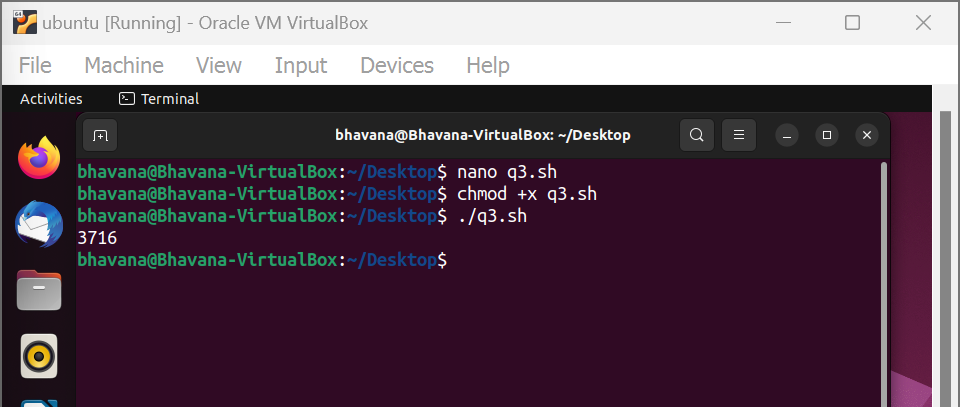 ubuntu [Running] - Oracle VM VirtualBox
File Machine View Input Devices Help
Activities Terminal
bhavana@Bhavana-VirtualBox: ~/Desktop
bhavana@Bhavana-VirtualBox:~/Desktop$ nano q3.sh
bhavana@Bhavana-VirtualBox:~/Desktop$ chmod +x q3.sh
bhavana@Bhavana-VirtualBox:~/Desktop$ ./q3.sh
3716
bhavana@Bhavana-VirtualBox:~/Desktop$